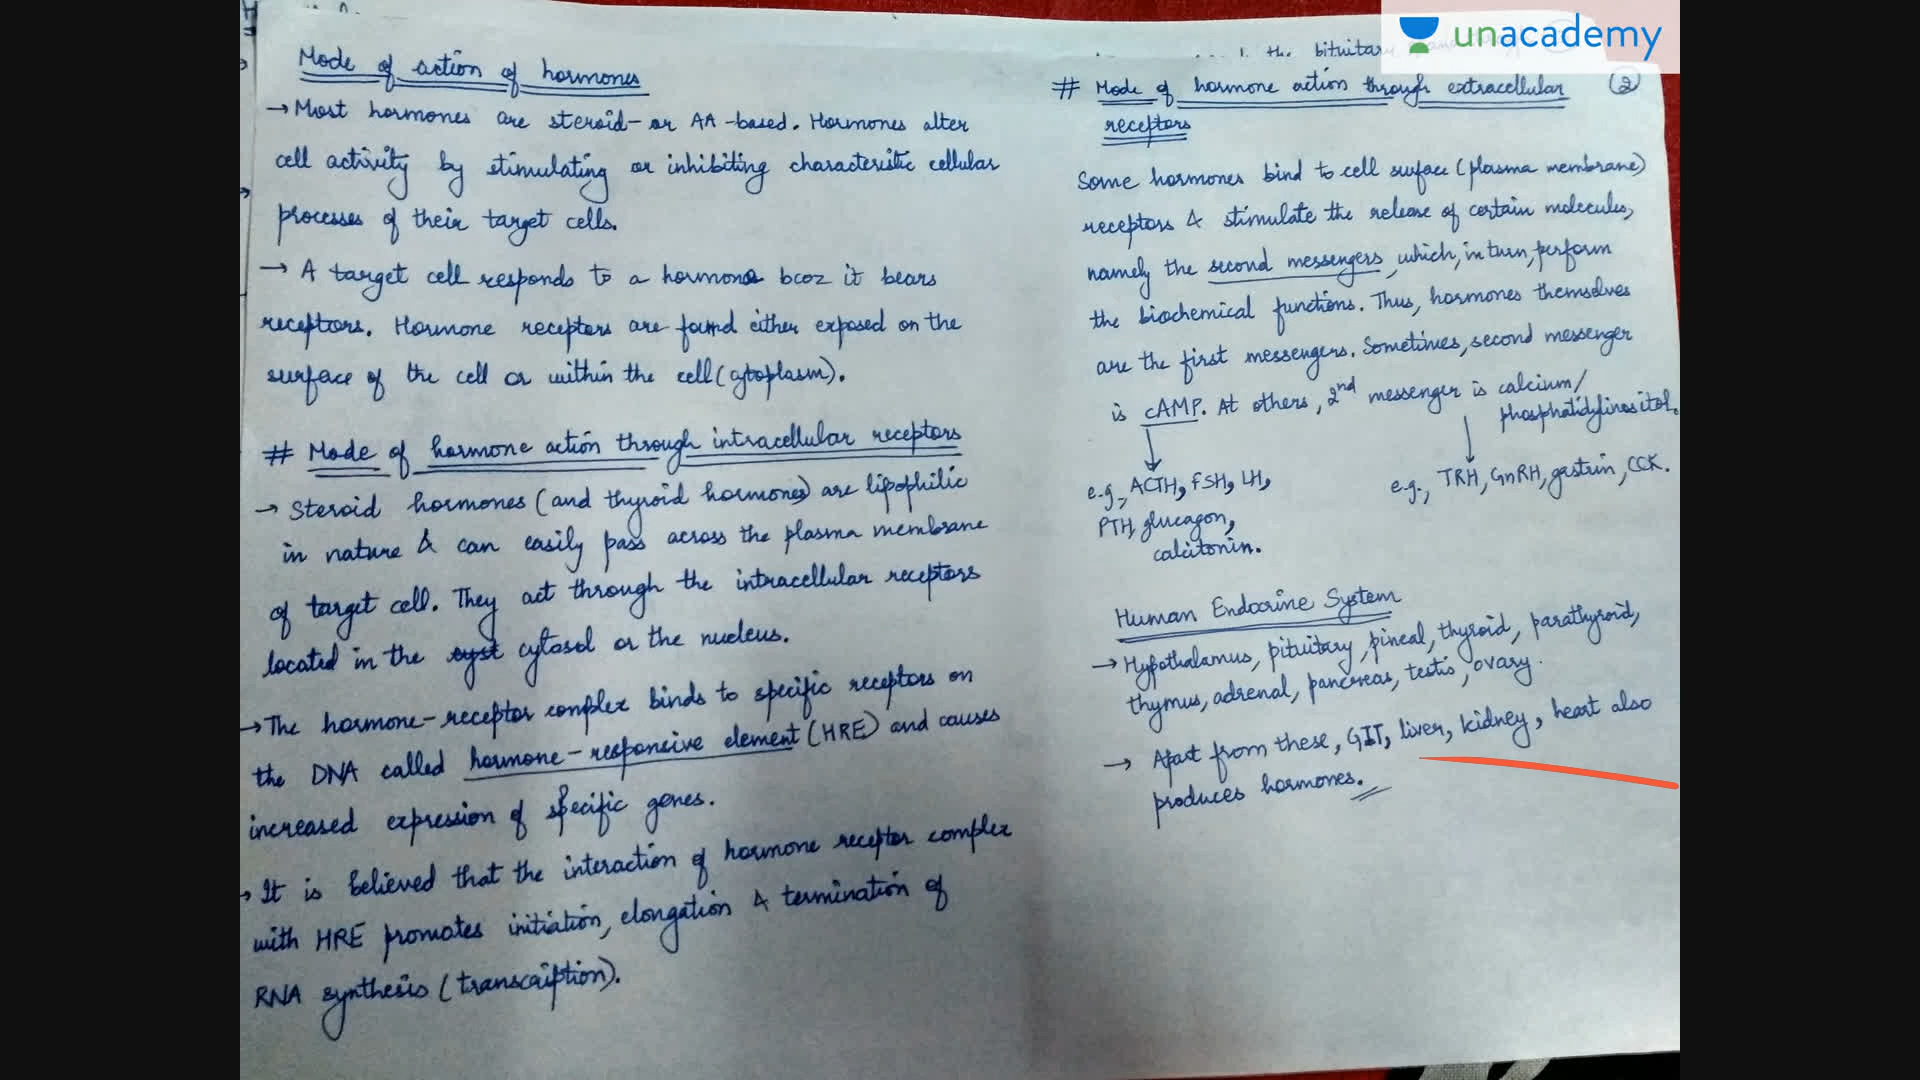 Mode of action of hormones
→ Most hormones are steroid- or AA-based. Hormones alter
cell activity by stimulating or inhibiting characteristic cellular
processes of their target cells.
→ A target cell responds to a hormone bcoz it bears
receptors. Hormone receptors are found either exposed on the
surface of the cell or within the cell (cytoplasm).
# Mode of hormone action through intracellular receptors
→ Steroid hormones (and thyroid hormones) are lipophilic
in nature & can easily pass across the plasma membrane
of target cell. They act through the intracellular receptors
located in the cytosol or the nucleus.
→ The hormone-receptor complex binds to specific receptors on
the DNA called hormone-responsive element (HRE) and causes
increased expression of specific genes.
→ It is believed that the interaction of hormone receptor complex
with HRE promotes initiation, elongation & termination of
RNA synthesis (transcription).
unacademy
the pituitary
# Mode of hormone action through extracellular
receptors
2
Some hormones bind to cell surface (plasma membrane)
receptors & stimulate the release of certain molecules,
namely the second messengers, which, in turn, perform
the biochemical functions. Thus, hormones themselves
are the first messengers. Sometimes, second messenger
is cAMP. At others, 2nd messenger is calcium/
phosphatidylinositol.
e.g., ACTH, FSH, LH,
PTH, glucagon,
calcitonin.
e.g., TRH, GnRH, gastrin, CCK.
Human Endocrine System
→ Hypothalamus, pituitary, pineal, thyroid, parathyroid,
thymus, adrenal, pancreas, testis, ovary.
→ Apart from these, GIT, liver, kidney, heart also
produces hormones.